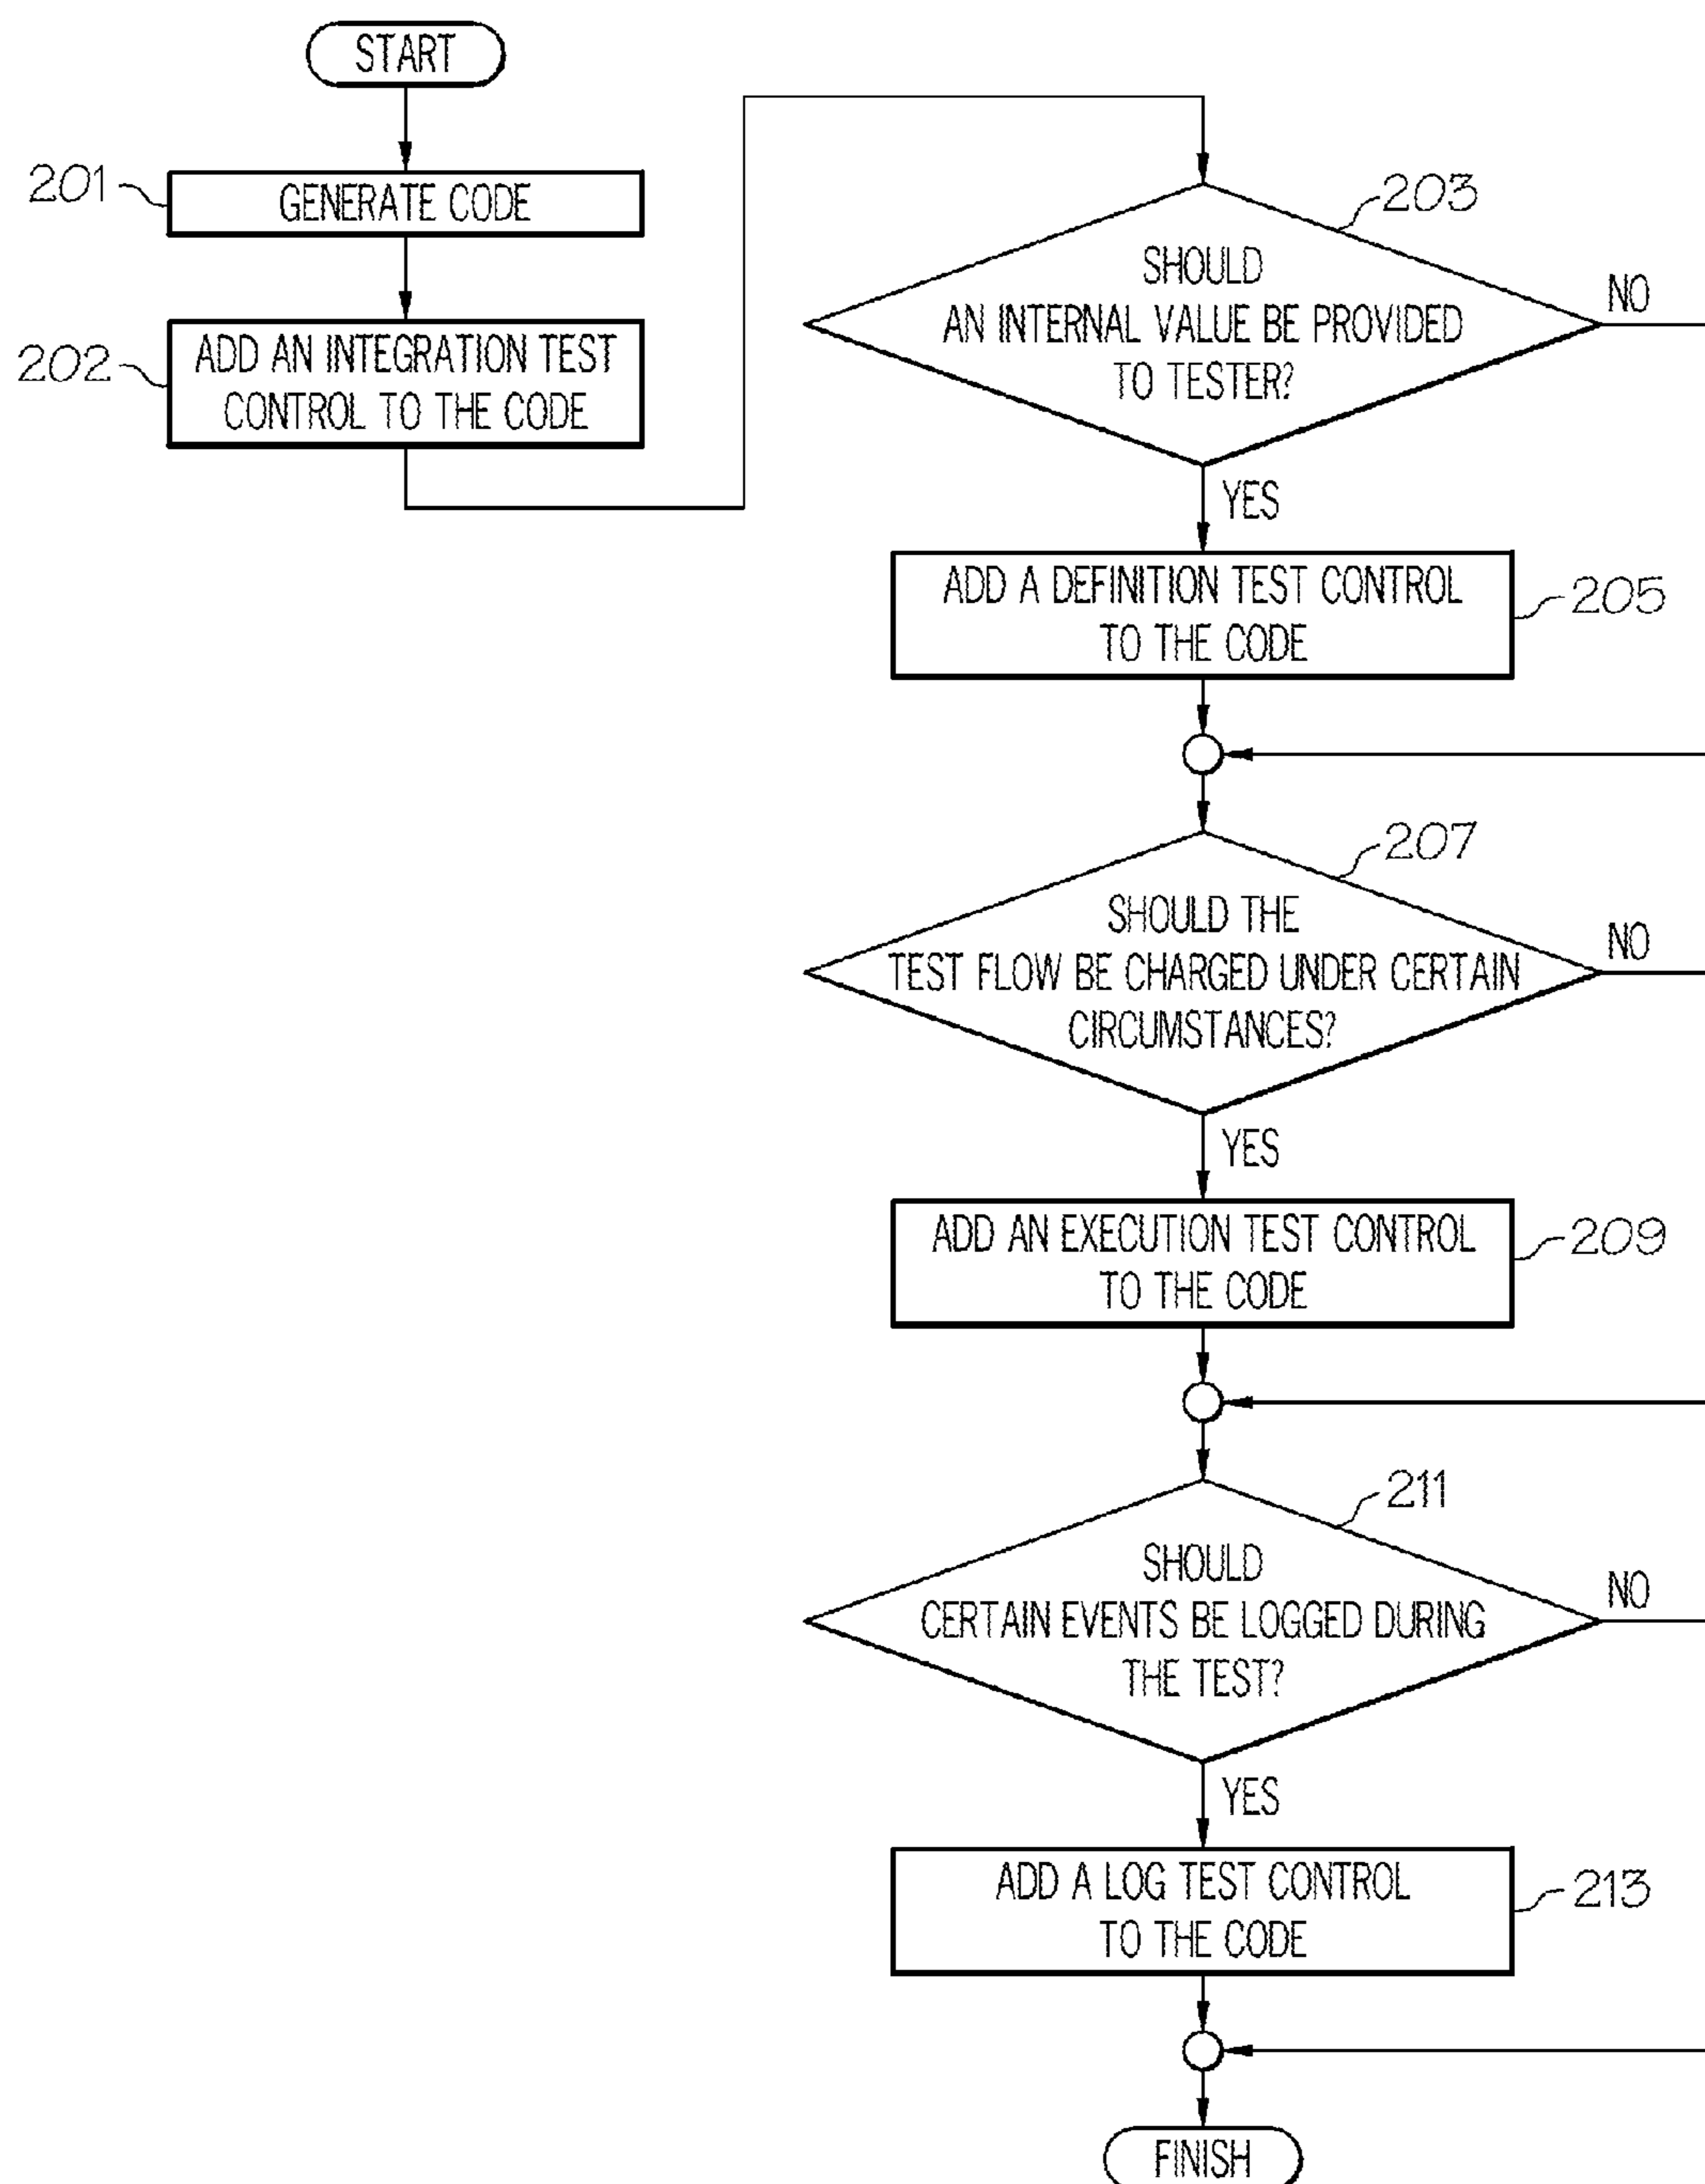 START
201
GENERATE CODE
202
ADD AN INTEGRATION TEST
CONTROL TO THE CODE
203
SHOULD
AN INTERNAL VALUE BE PROVIDED
TO TESTER?
NO
YES
ADD A DEFINITION TEST CONTROL
TO THE CODE
205
207
SHOULD THE
TEST FLOW BE CHARGED UNDER CERTAIN
CIRCUMSTANCES?
NO
YES
ADD AN EXECUTION TEST CONTROL
TO THE CODE
209
211
SHOULD
CERTAIN EVENTS BE LOGGED DURING
THE TEST?
NO
YES
ADD A LOG TEST CONTROL
TO THE CODE
213
FINISH